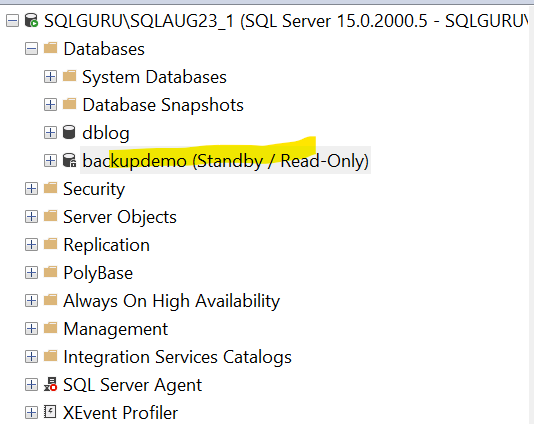 SQLGURU\SQLAUG23_1 (SQL Server 15.0.2000.5 - SQLGURU\
Databases
System Databases
Database Snapshots
dblog
backupdemo (Standby / Read-Only)
Security
Server Objects
Replication
PolyBase
Always On High Availability
Management
Integration Services Catalogs
SQL Server Agent
XEvent Profiler